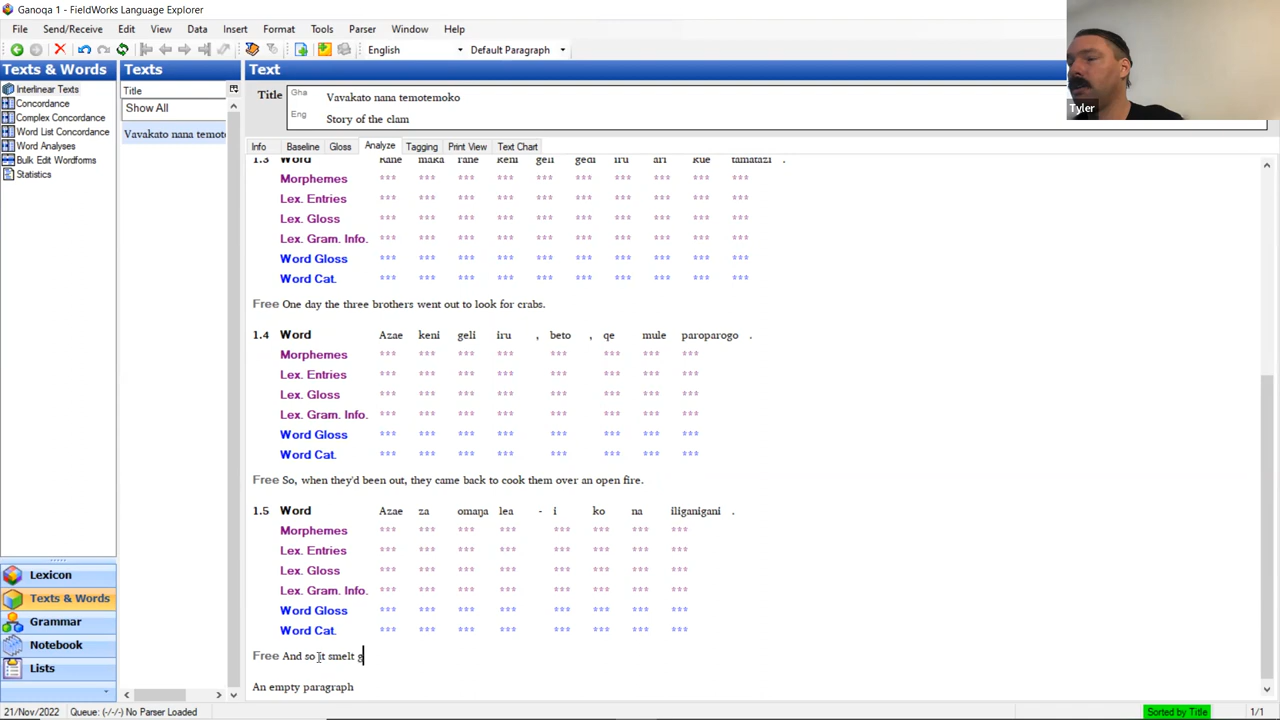 Ganoqa 1 - FieldWorks Language Explorer
File Send/Receive Edit View Data Insert Format Tools Parser Window Help
English Default Paragraph
Texts & Words
Interlinear Texts
Concordance
Complex Concordance
Word List Concordance
Word Analyses
Bulk Edit Wordforms
Statistics
Lexicon
Texts & Words
Grammar
Notebook
Lists
Texts
Title
Show All
Vavakato nana temot
Text
Title Gha Vavakato nana temotemoko
Eng Story of the clam
Info Baseline Gloss Analyze Tagging Print View Text Chart
1.3 Word Rane maka rane keni geli gedi iru ari kue tamatazi .
Morphemes *** *** *** *** *** *** *** *** *** ***
Lex. Entries *** *** *** *** *** *** *** *** *** ***
Lex. Gloss *** *** *** *** *** *** *** *** *** ***
Lex. Gram. Info. *** *** *** *** *** *** *** *** *** ***
Word Gloss *** *** *** *** *** *** *** *** *** ***
Word Cat. *** *** *** *** *** *** *** *** *** ***
Free One day the three brothers went out to look for crabs.
1.4 Word Azae keni geli iru , beto , qe mule paroparogo .
Morphemes *** *** *** *** *** *** *** ***
Lex. Entries *** *** *** *** *** *** *** ***
Lex. Gloss *** *** *** *** *** *** *** ***
Lex. Gram. Info. *** *** *** *** *** *** *** ***
Word Gloss *** *** *** *** *** *** *** ***
Word Cat. *** *** *** *** *** *** *** ***
Free So, when they'd been out, they came back to cook them over an open fire.
1.5 Word Azae za omaŋa lea - i ko na iliganigani .
Morphemes *** *** *** *** *** *** *** ***
Lex. Entries *** *** *** *** *** *** *** ***
Lex. Gloss *** *** *** *** *** *** *** ***
Lex. Gram. Info. *** *** *** *** *** *** *** ***
Word Gloss *** *** *** *** *** *** *** ***
Word Cat. *** *** *** *** *** *** *** ***
Free And so it smelt g
An empty paragraph
Tyler
21/Nov/2022 Queue: (-/-/-) No Parser Loaded Sorted by Title 1/1